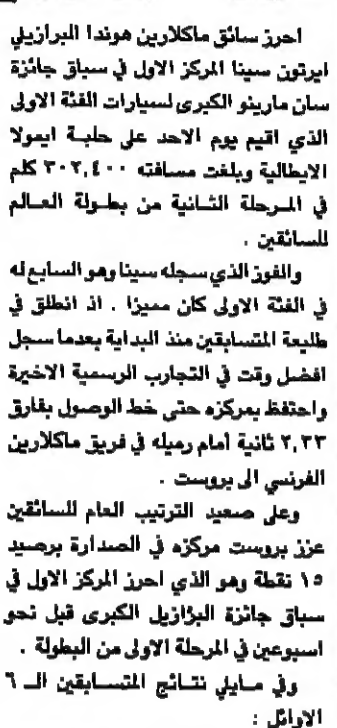 احرز سائق ماكلارين هوندا البرازيلي
ايرتون سينا المركز الاول في سباق جائزة
سان مارينو الكبرى لسيارات الفئة الاولى
الذي اقيم يوم الاحد على حلبة ايمولا
الايطالية وبلغت مسافته ٣٠٢,٤٠٠ كلم
في المرحلة الثانية من بطولة العالم
للسائقين .
والفوز الذي سجله سينا وهو السابع له
في الفئة الاولى كان مميزا . اذ انطلق في
طليعة المتسابقين منذ البداية بعدما سجل
افضل وقت في التجارب الرسمية الاخيرة
واحتفظ بمركزه حتى خط الوصول بفارق
٢,٣٣ ثانية أمام رميله في فريق ماكلارين
الفرنسي الى بروست .
وعلى صعيد الترتيب العام للسائقين
عزز بروست مركزه في الصدارة برصيد
١٥ نقطة وهو الذي احرز المركز الاول في
سباق جائزة البرازيل الكبرى قبل نحو
اسبوعين في المرحلة الاولى من البطولة .
وفي مايلي نتائج المتسابقين الـ ٦
الاوائل :